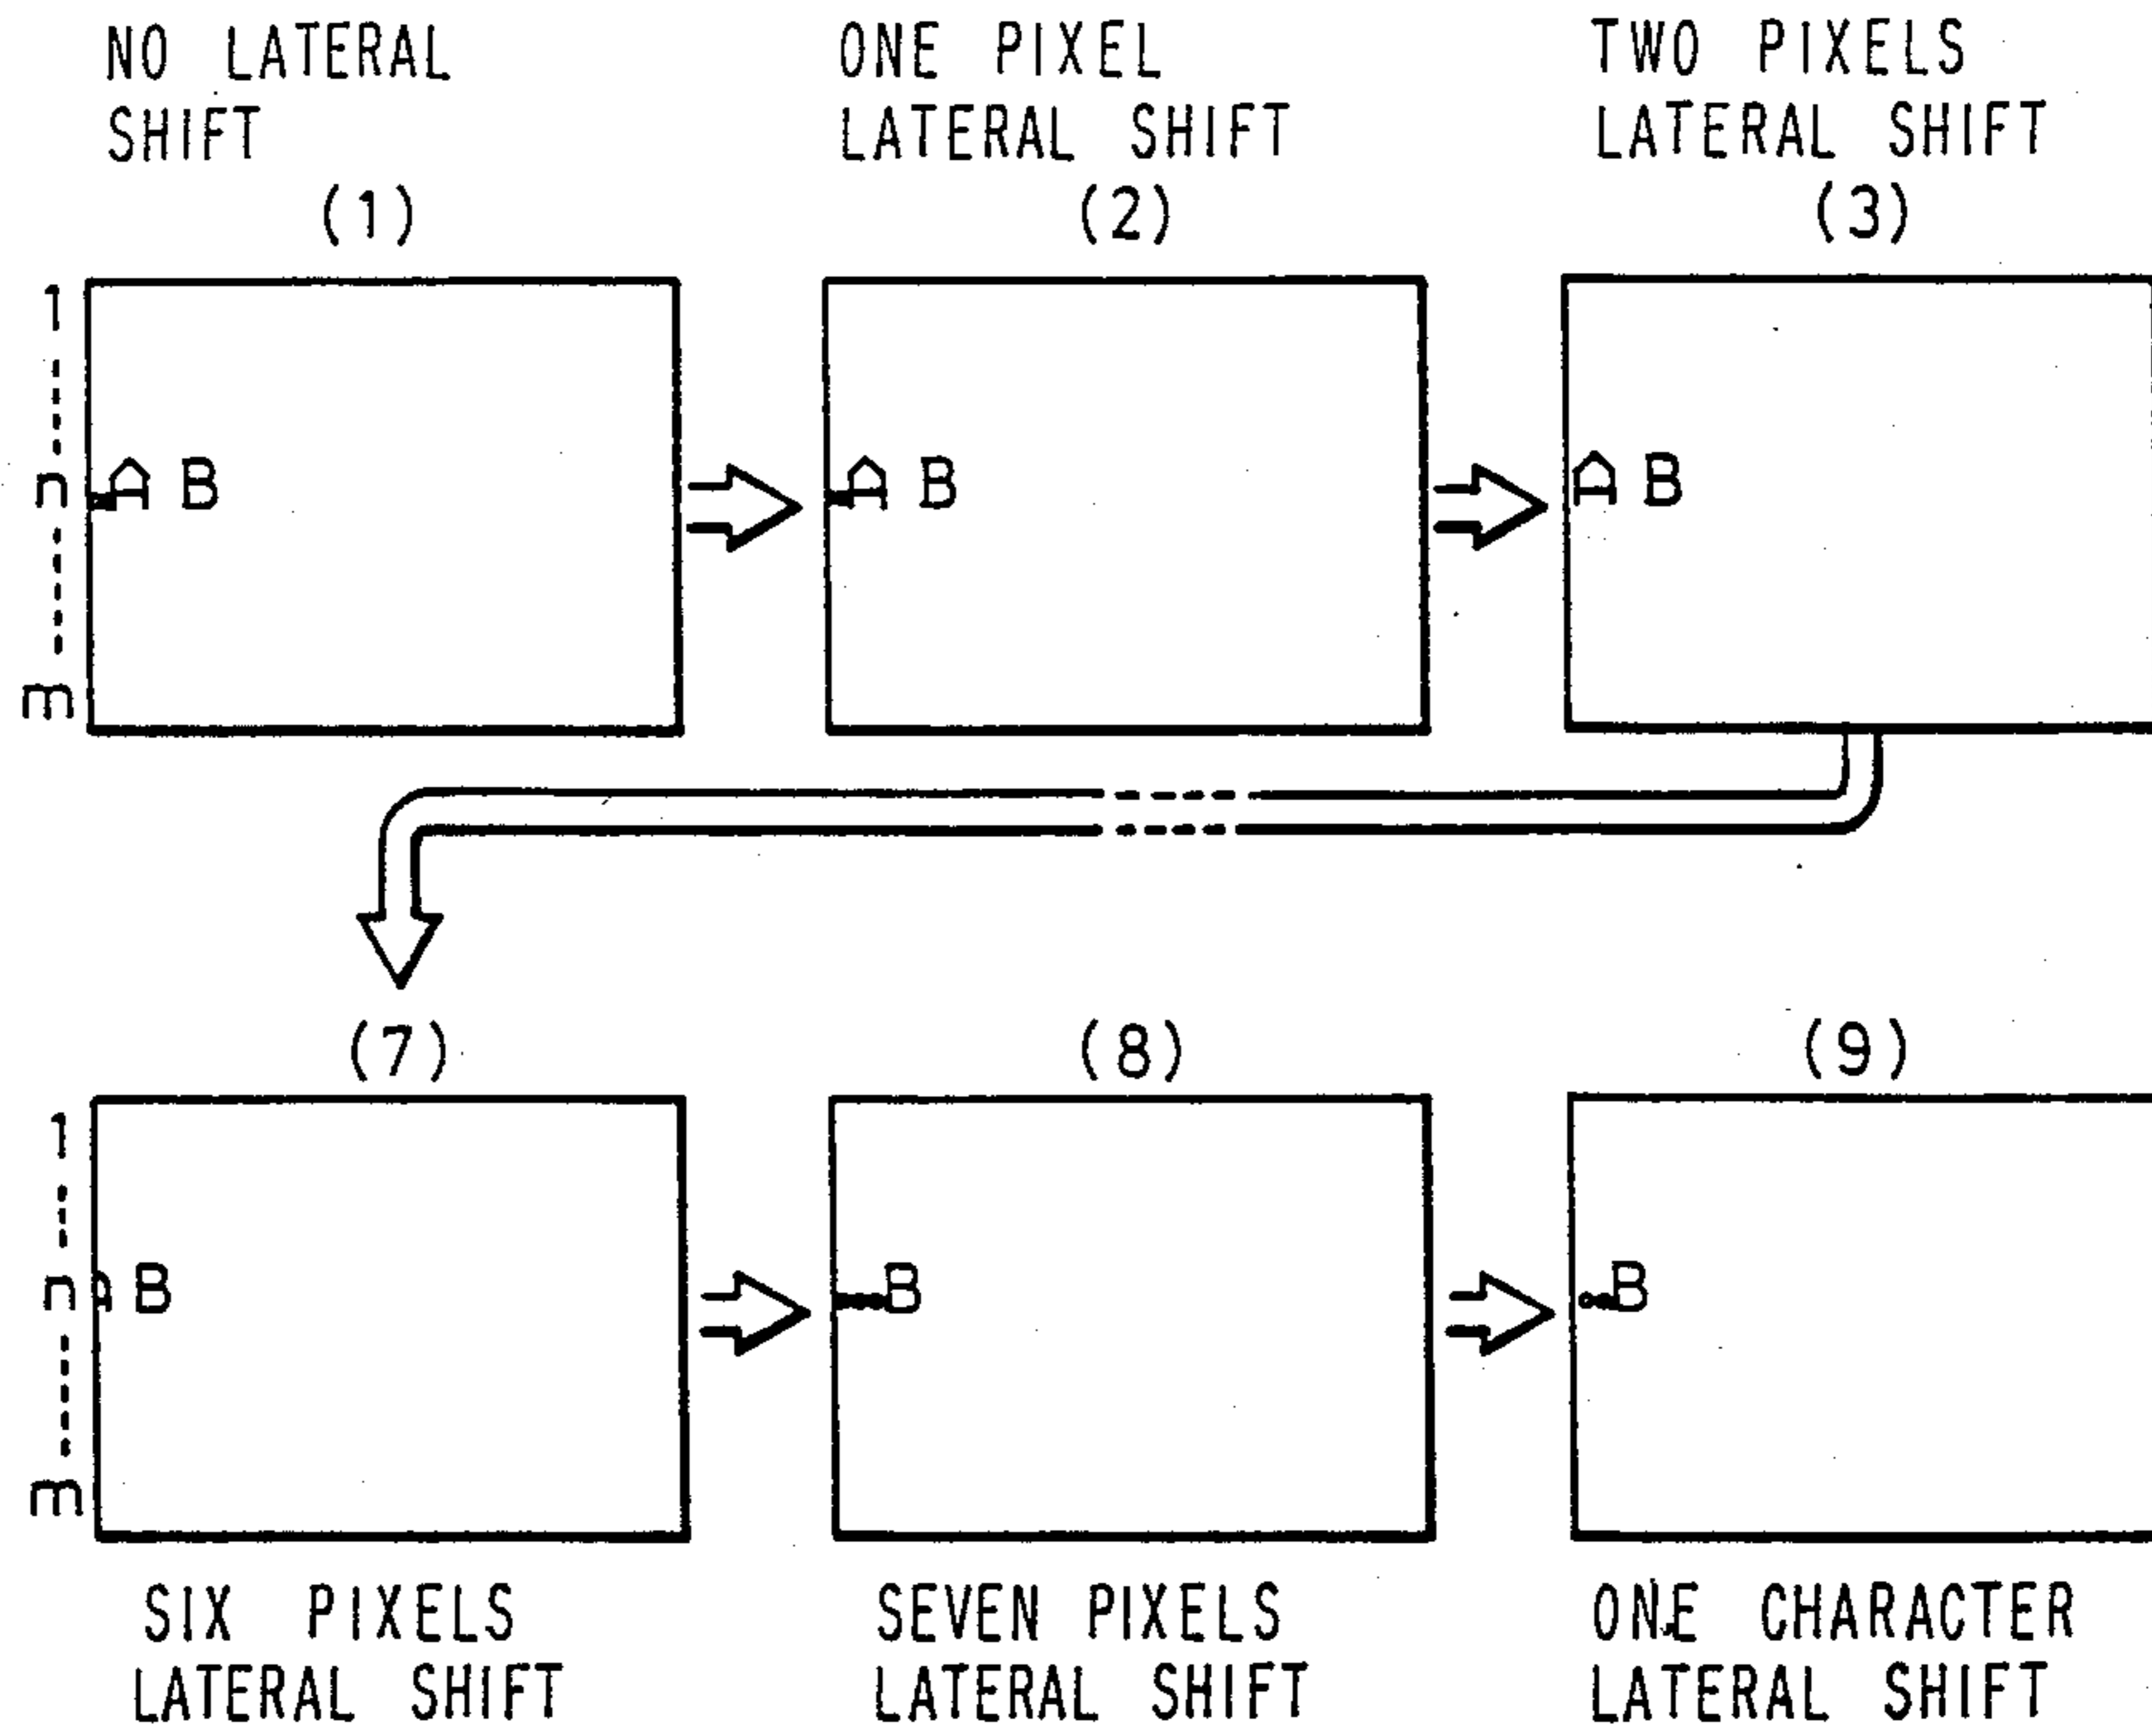 NO LATERAL
SHIFT
(1)
ONE PIXEL
LATERAL SHIFT
(2)
TWO PIXELS
LATERAL SHIFT
(3)
1
n
m
A B
A B
A B
(7)
(8)
(9)
1
n
m
A B
B
B
SIX PIXELS
LATERAL SHIFT
SEVEN PIXELS
LATERAL SHIFT
ONE CHARACTER
LATERAL SHIFT